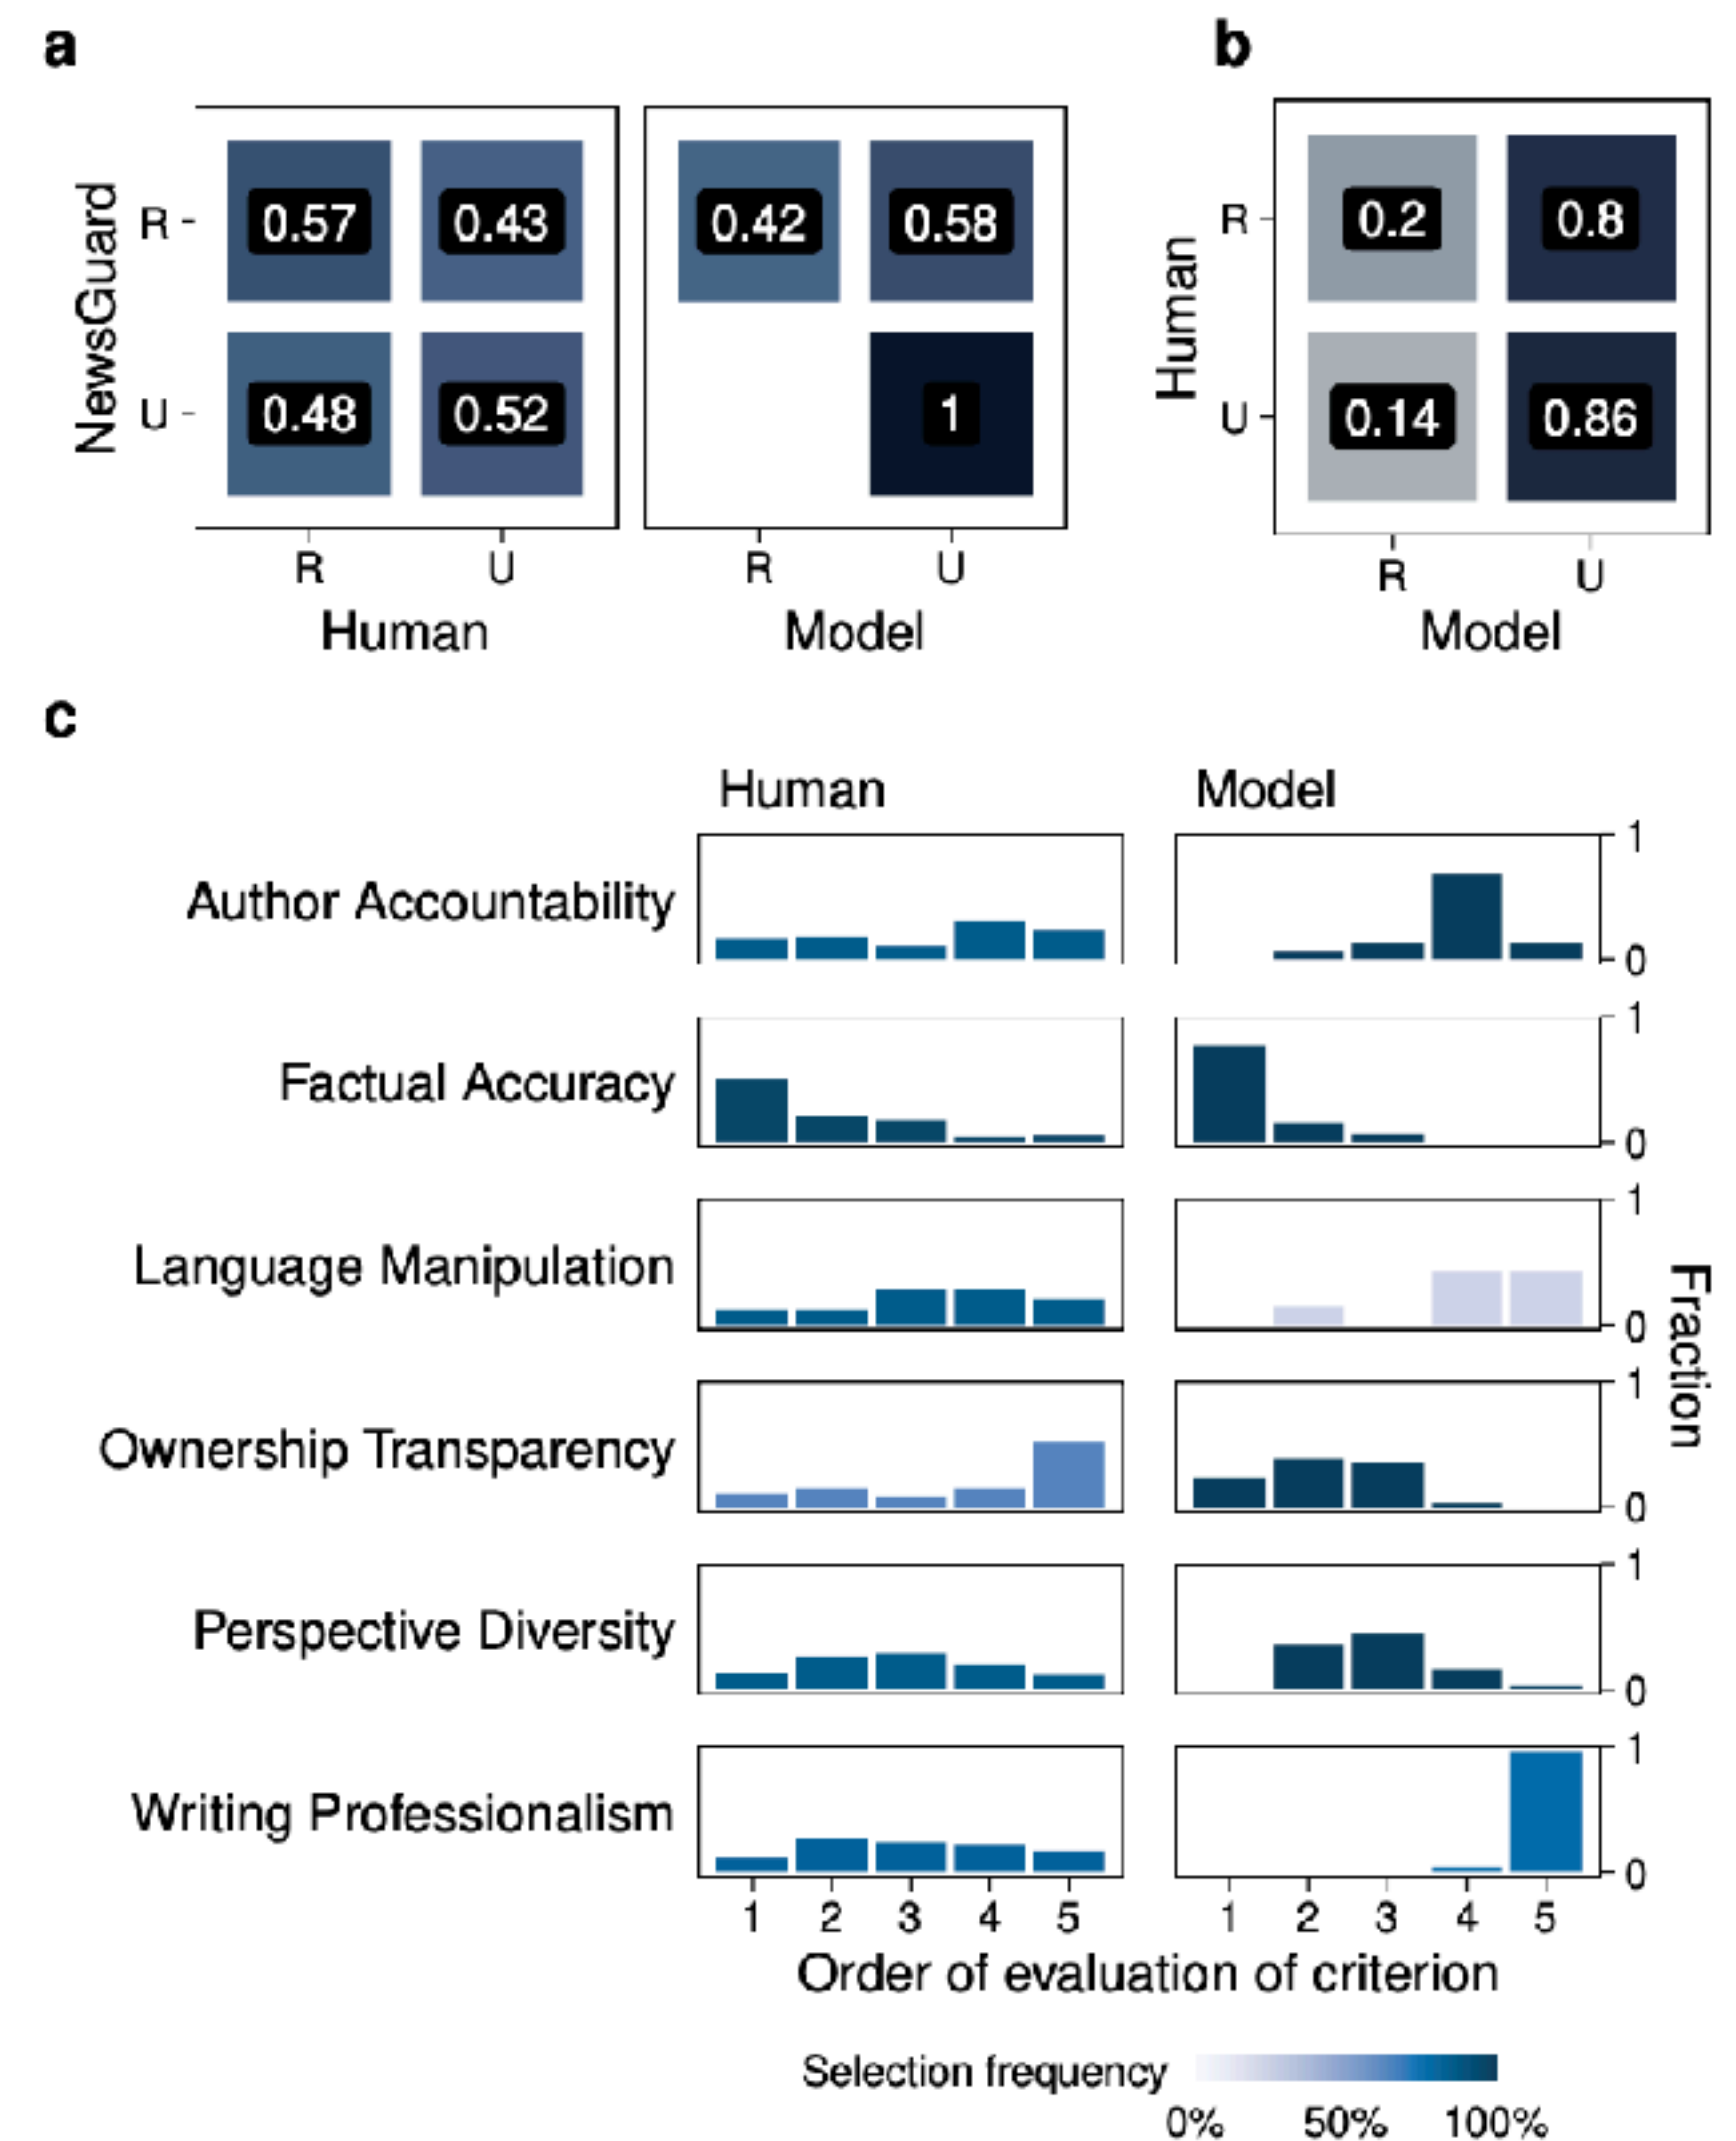 a
b
NewsGuard
R
0.57
0.43
0.42
0.58
U
0.48
0.52
1
R
U
R
U
Human
Model
Human
R
0.2
0.8
U
0.14
0.86
R
U
Model
c
Human
Model
Author Accountability
1
0
Factual Accuracy
1
0
Language Manipulation
1
0
Ownership Transparency
1
0
Perspective Diversity
1
0
Writing Professionalism
1
0
Fraction
1 2 3 4 5
1 2 3 4 5
Order of evaluation of criterion
Selection frequency
0% 50% 100%